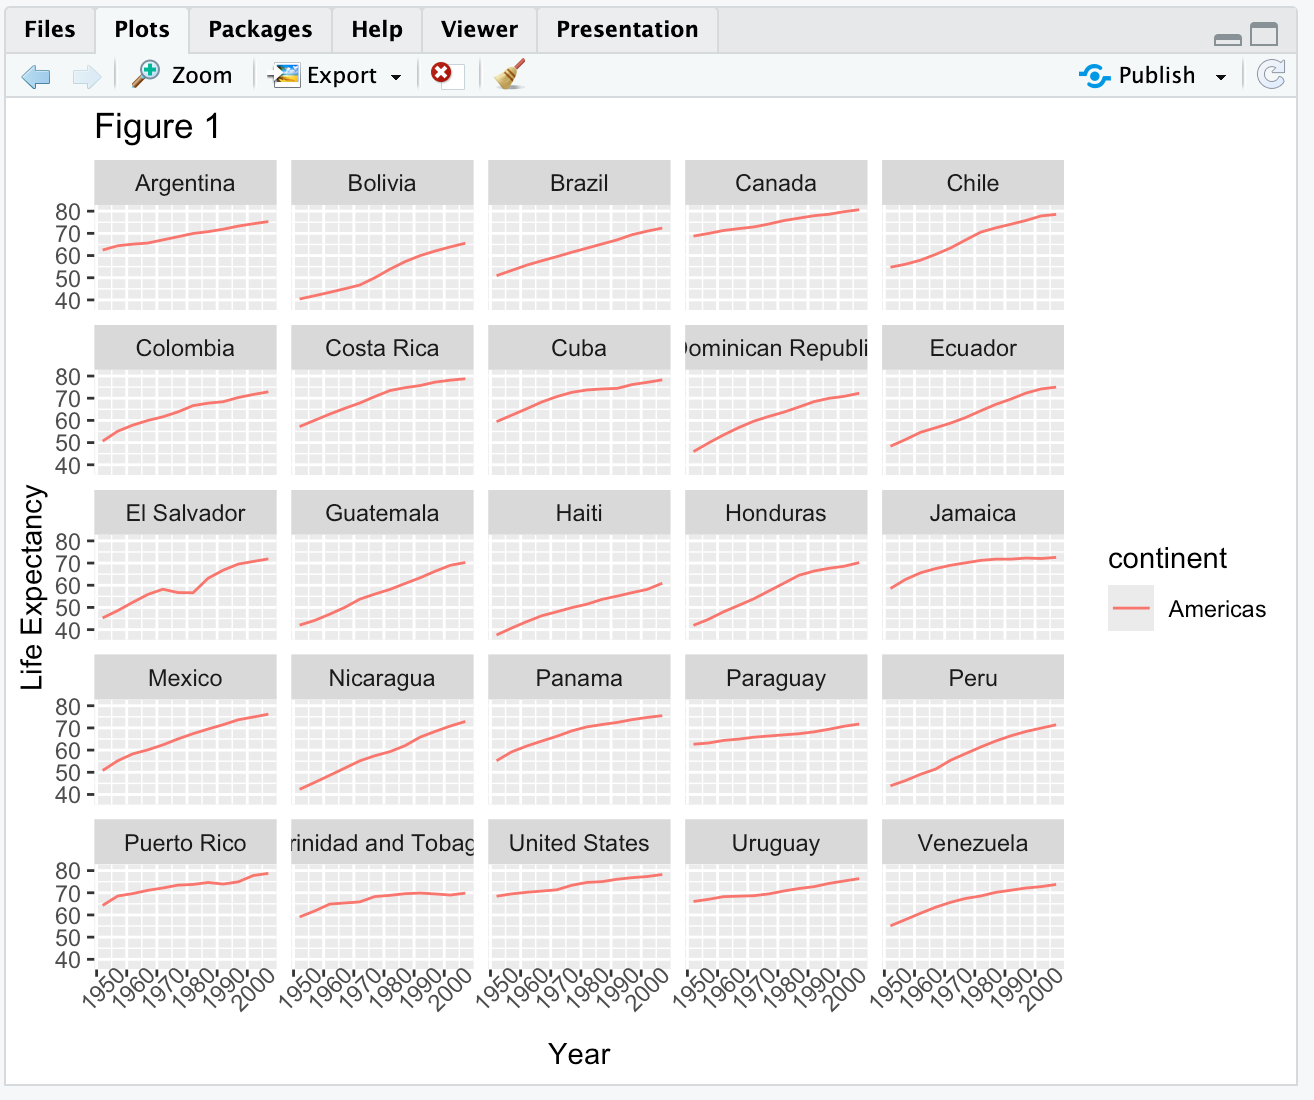 Files Plots Packages Help Viewer Presentation
Zoom Export Publish
Figure 1
Argentina Bolivia Brazil Canada Chile
80
70
60
50
40
Colombia Costa Rica Cuba Dominican Republi Ecuador
80
70
60
50
40
El Salvador Guatemala Haiti Honduras Jamaica
80
70
60
50
40
Mexico Nicaragua Panama Paraguay Peru
80
70
60
50
40
Puerto Rico rinidad and Tobag United States Uruguay Venezuela
80
70
60
50
40
1950 1960 1970 1980 1990 2000 1950 1960 1970 1980 1990 2000 1950 1960 1970 1980 1990 2000 1950 1960 1970 1980 1990 2000 1950 1960 1970 1980 1990 2000
Year
Life Expectancy
continent
Americas